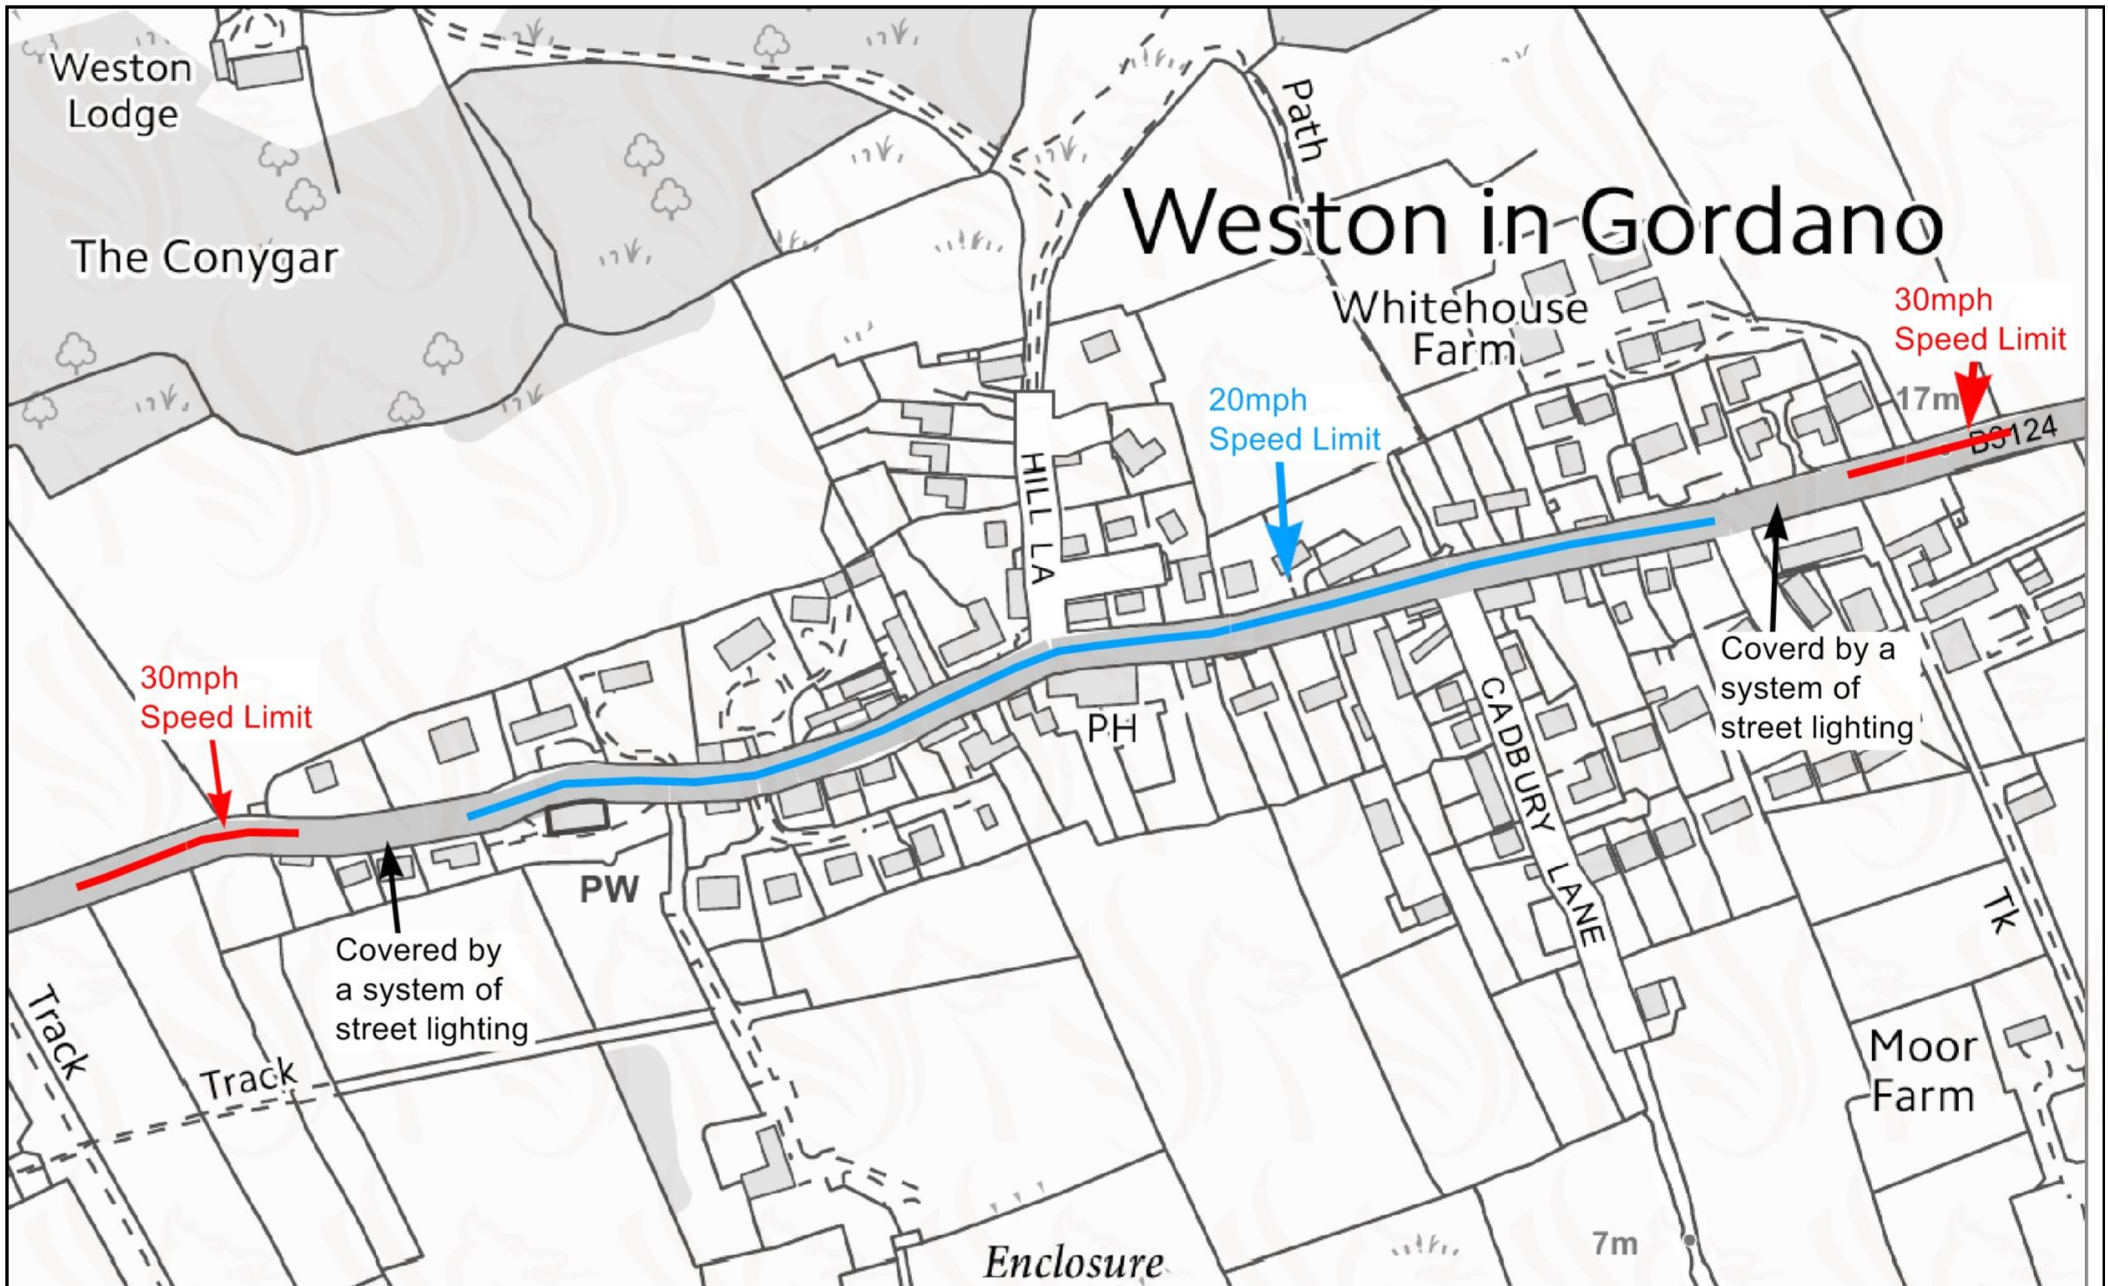 Weston
Lodge
The Conygar
Path
Weston in Gordano
Whitehouse
Farm
30mph
Speed Limit
17m
B3124
20mph
Speed Limit
HILL LA
30mph
Speed Limit
Coverd by a
system of
street lighting
PH
CADBURY LANE
PW
Covered by
a system of
street lighting
Tk
Track
Track
Moor
Farm
7m
Enclosure